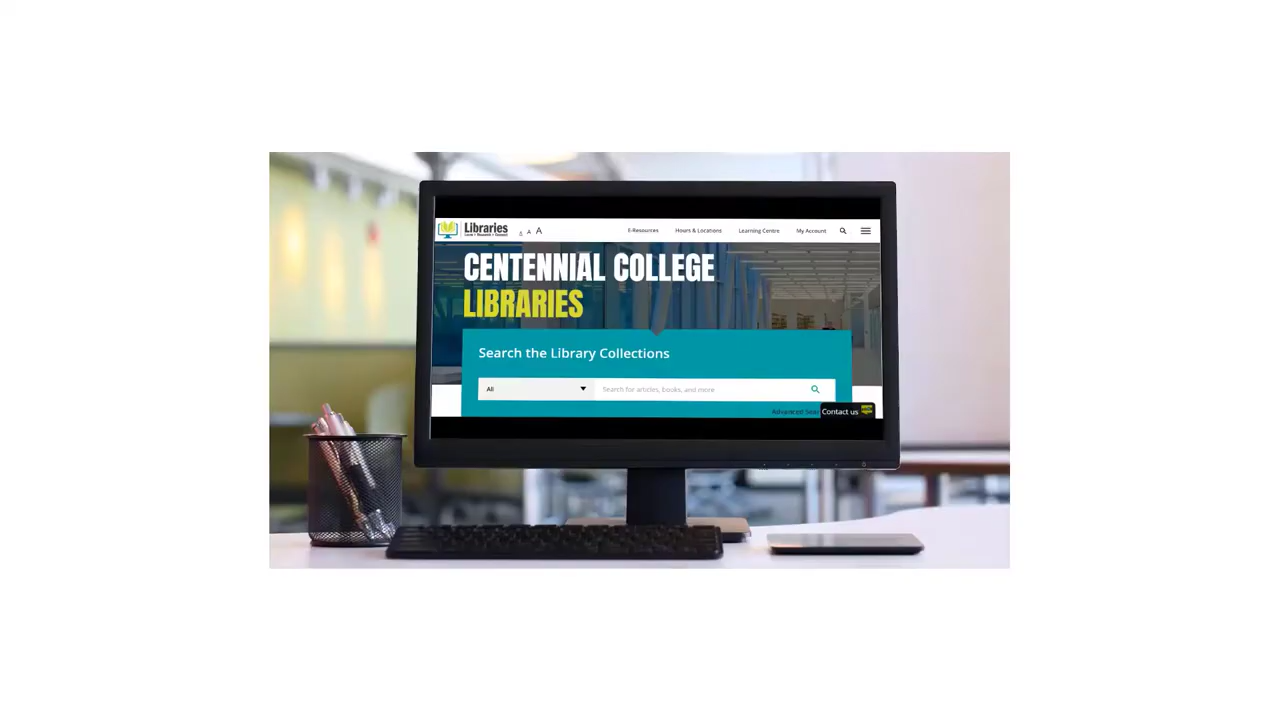 Libraries
A A A
E-Resources Hours & Locations Learning Centre My Account
CENTENNIAL COLLEGE
LIBRARIES
Search the Library Collections
All
Search for articles, books, and more
Advanced
Contact us